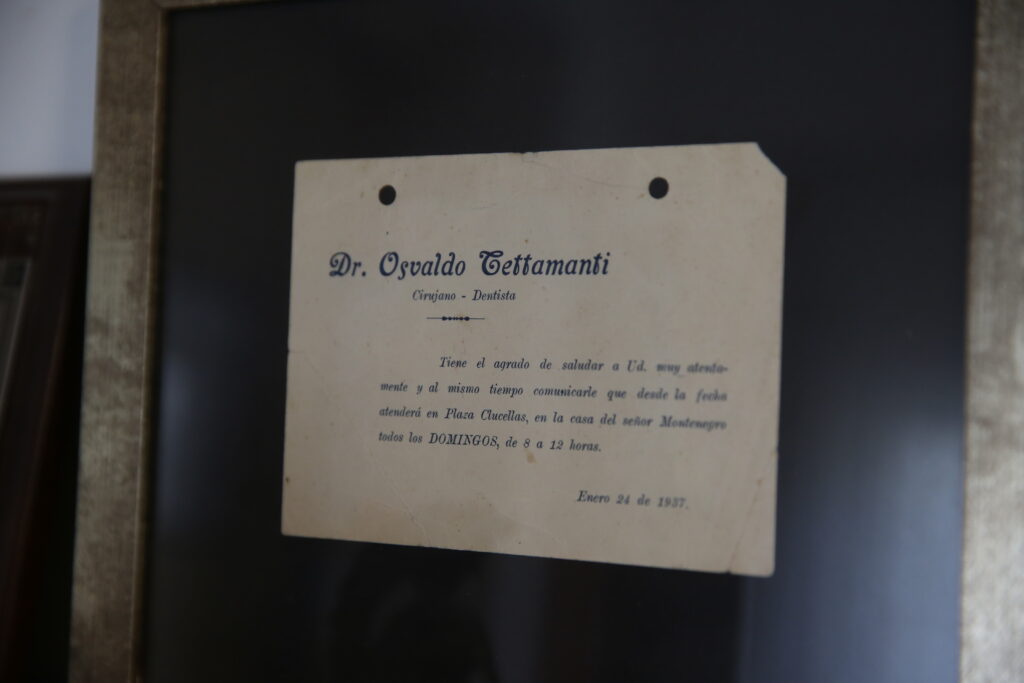 Dr. Osvaldo Tettamanti
Cirujano - Dentista
Tiene el agrado de saludar a Ud. muy atenta-
mente y al mismo tiempo comunicarle que desde la fecha
atenderá en Plaza Clucellas, en la casa del señor Montenegro
todos los DOMINGOS, de 8 a 12 horas.
Enero 24 de 1937.